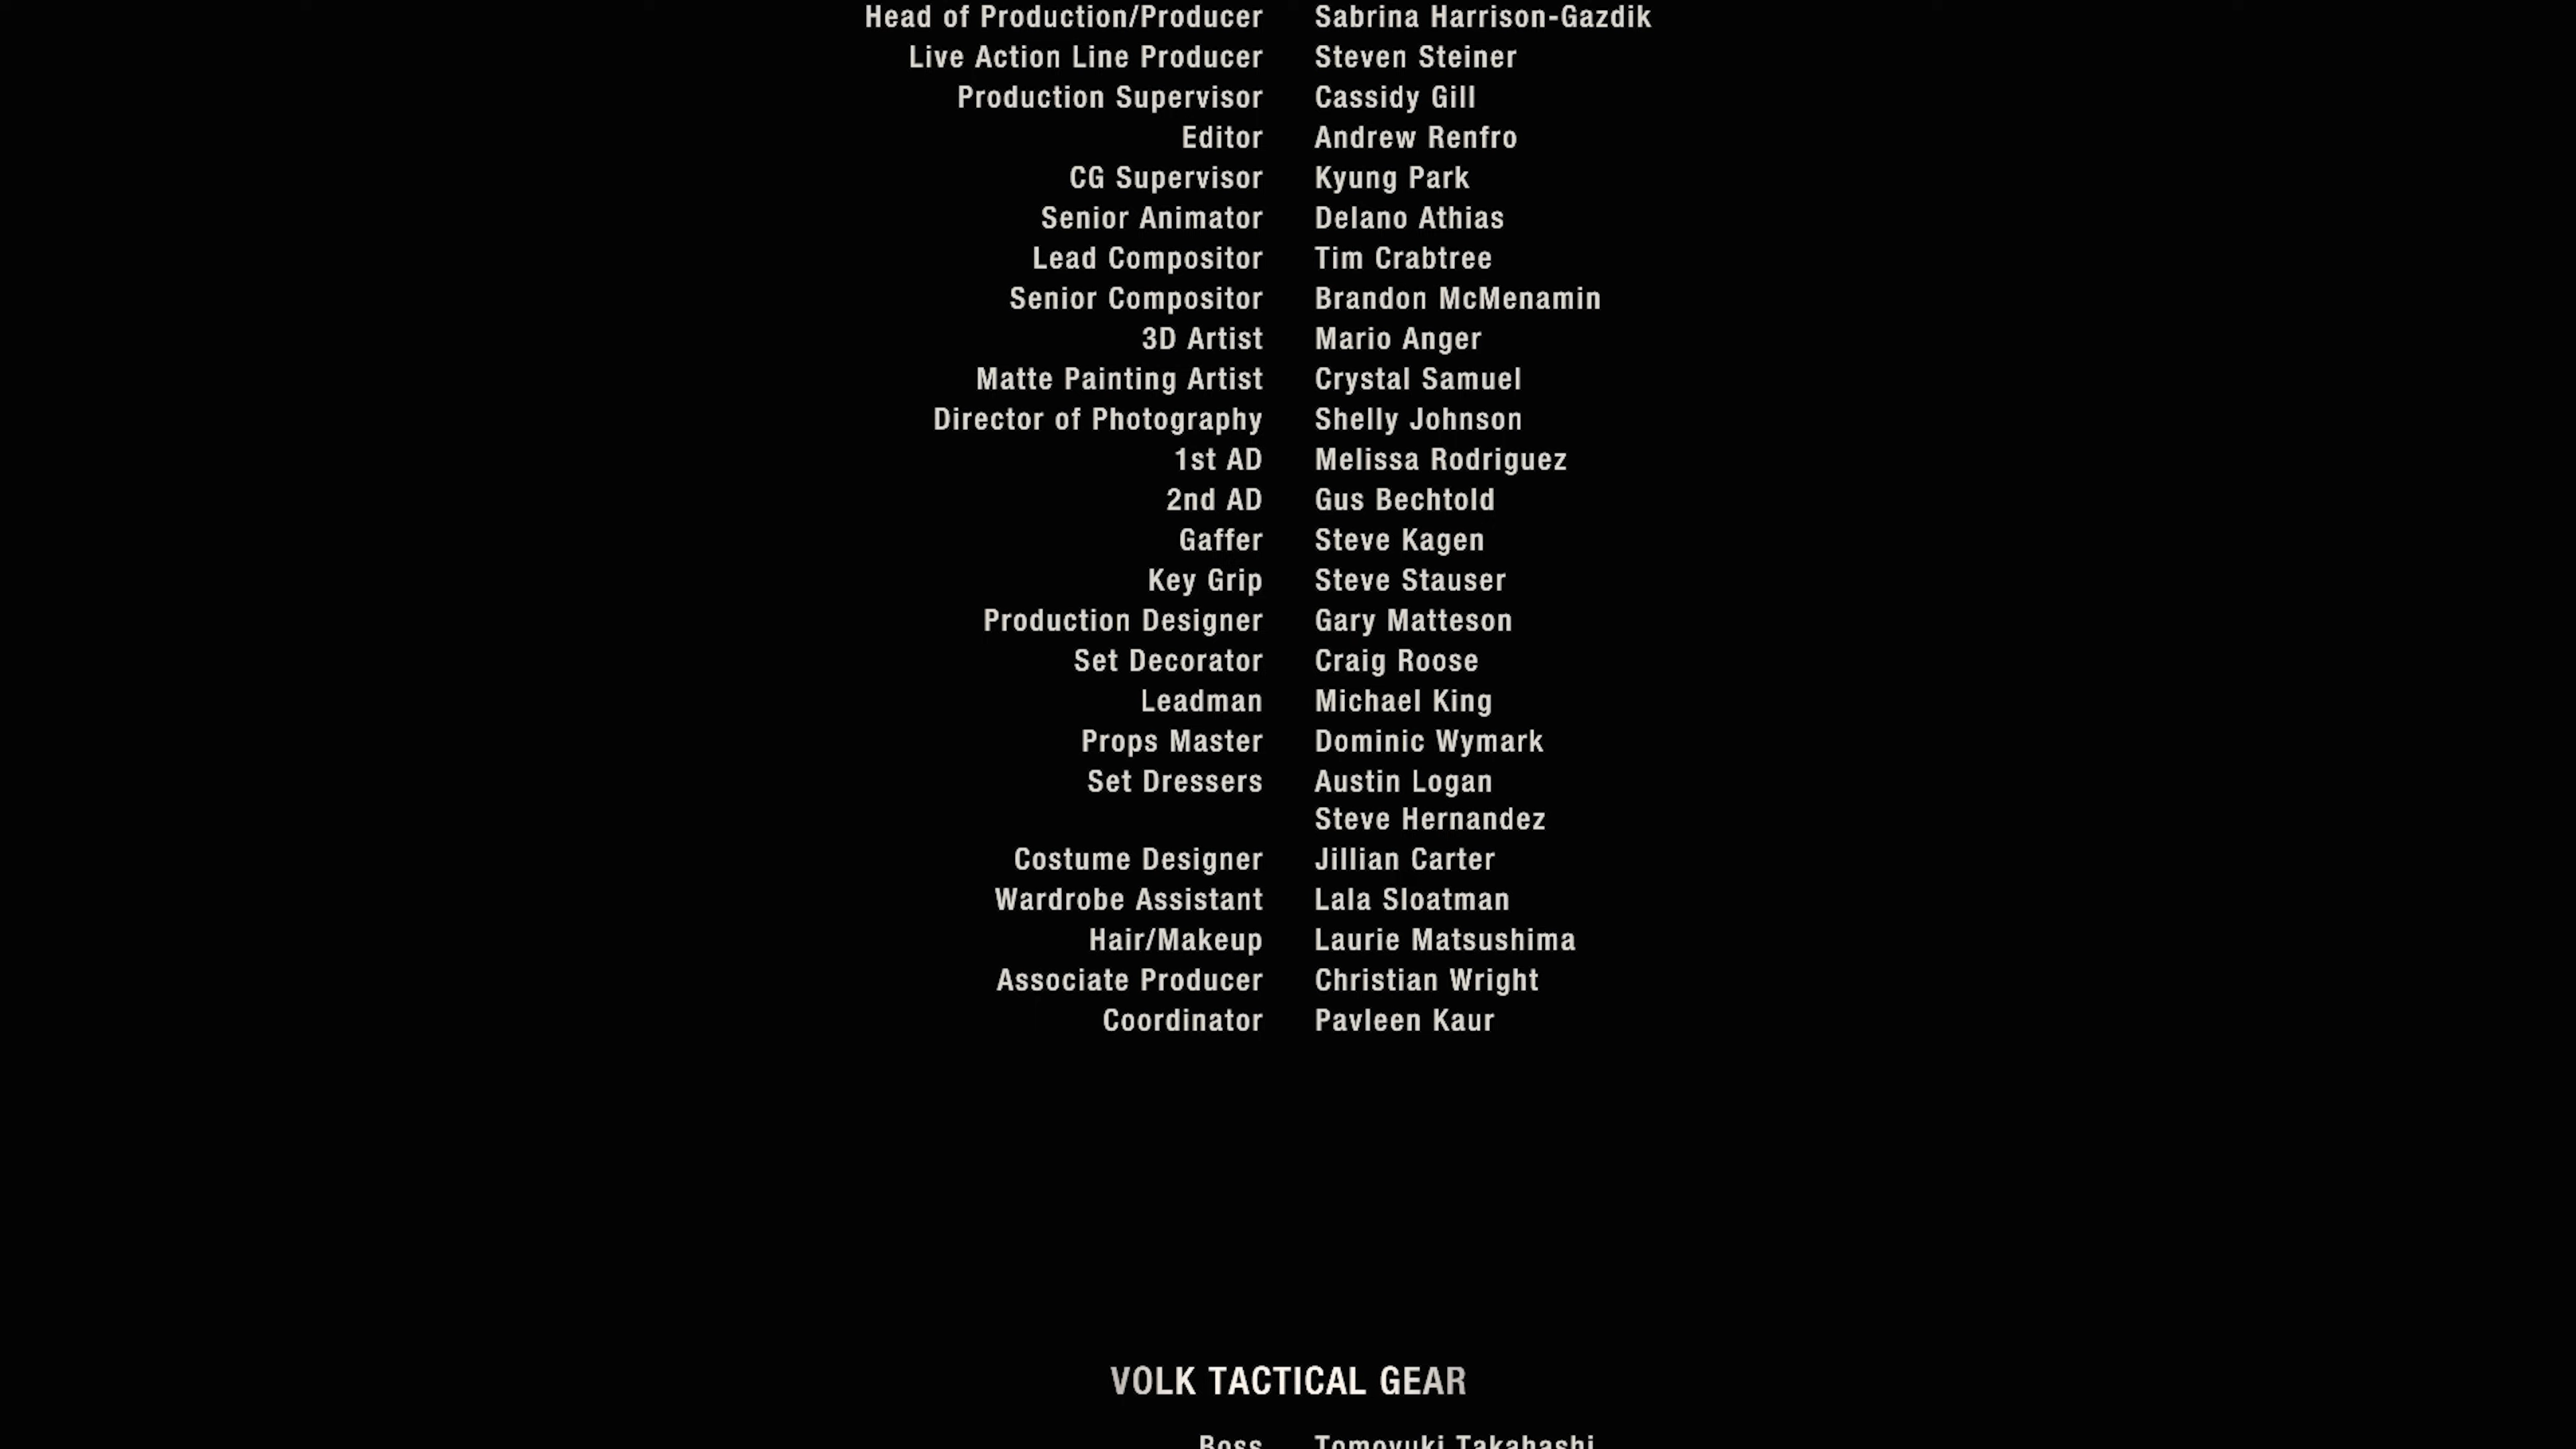 Head of Production/Producer Sabrina Harrison-Gazdik
Live Action Line Producer Steven Steiner
Production Supervisor Cassidy Gill
Editor Andrew Renfro
CG Supervisor Kyung Park
Senior Animator Delano Athias
Lead Compositor Tim Crabtree
Senior Compositor Brandon McMenamin
3D Artist Mario Anger
Matte Painting Artist Crystal Samuel
Director of Photography Shelly Johnson
1st AD Melissa Rodriguez
2nd AD Gus Bechtold
Gaffer Steve Kagen
Key Grip Steve Stauser
Production Designer Gary Matteson
Set Decorator Craig Roose
Leadman Michael King
Props Master Dominic Wymark
Set Dressers Austin Logan
Steve Hernandez
Costume Designer Jillian Carter
Wardrobe Assistant Lala Sloatman
Hair/Makeup Laurie Matsushima
Associate Producer Christian Wright
Coordinator Pavleen Kaur
VOLK TACTICAL GEAR
Boss Tomoyuki Takahashi